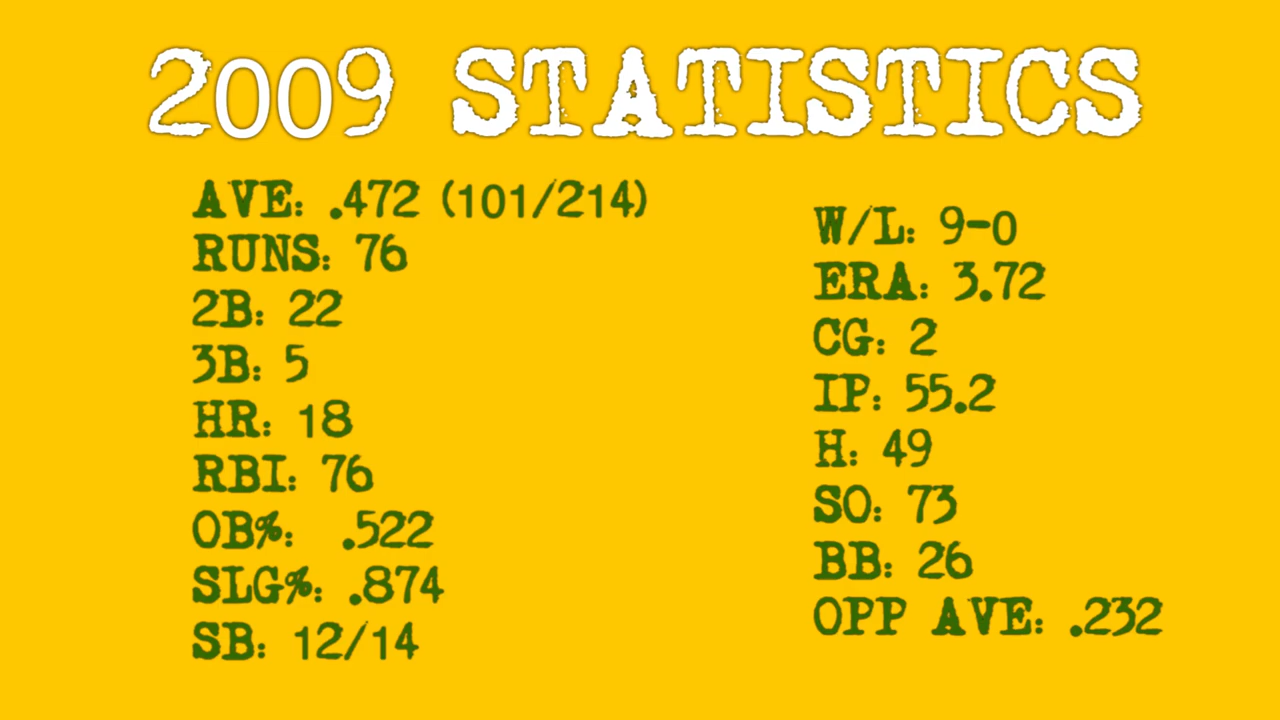 2009 STATISTICS
AVE: .472 (101/214)
RUNS: 76
2B: 22
3B: 5
HR: 18
RBI: 76
OB%: .522
SLG%: .874
SB: 12/14
W/L: 9-0
ERA: 3.72
CG: 2
IP: 55.2
H: 49
SO: 73
BB: 26
OPP AVE: .232